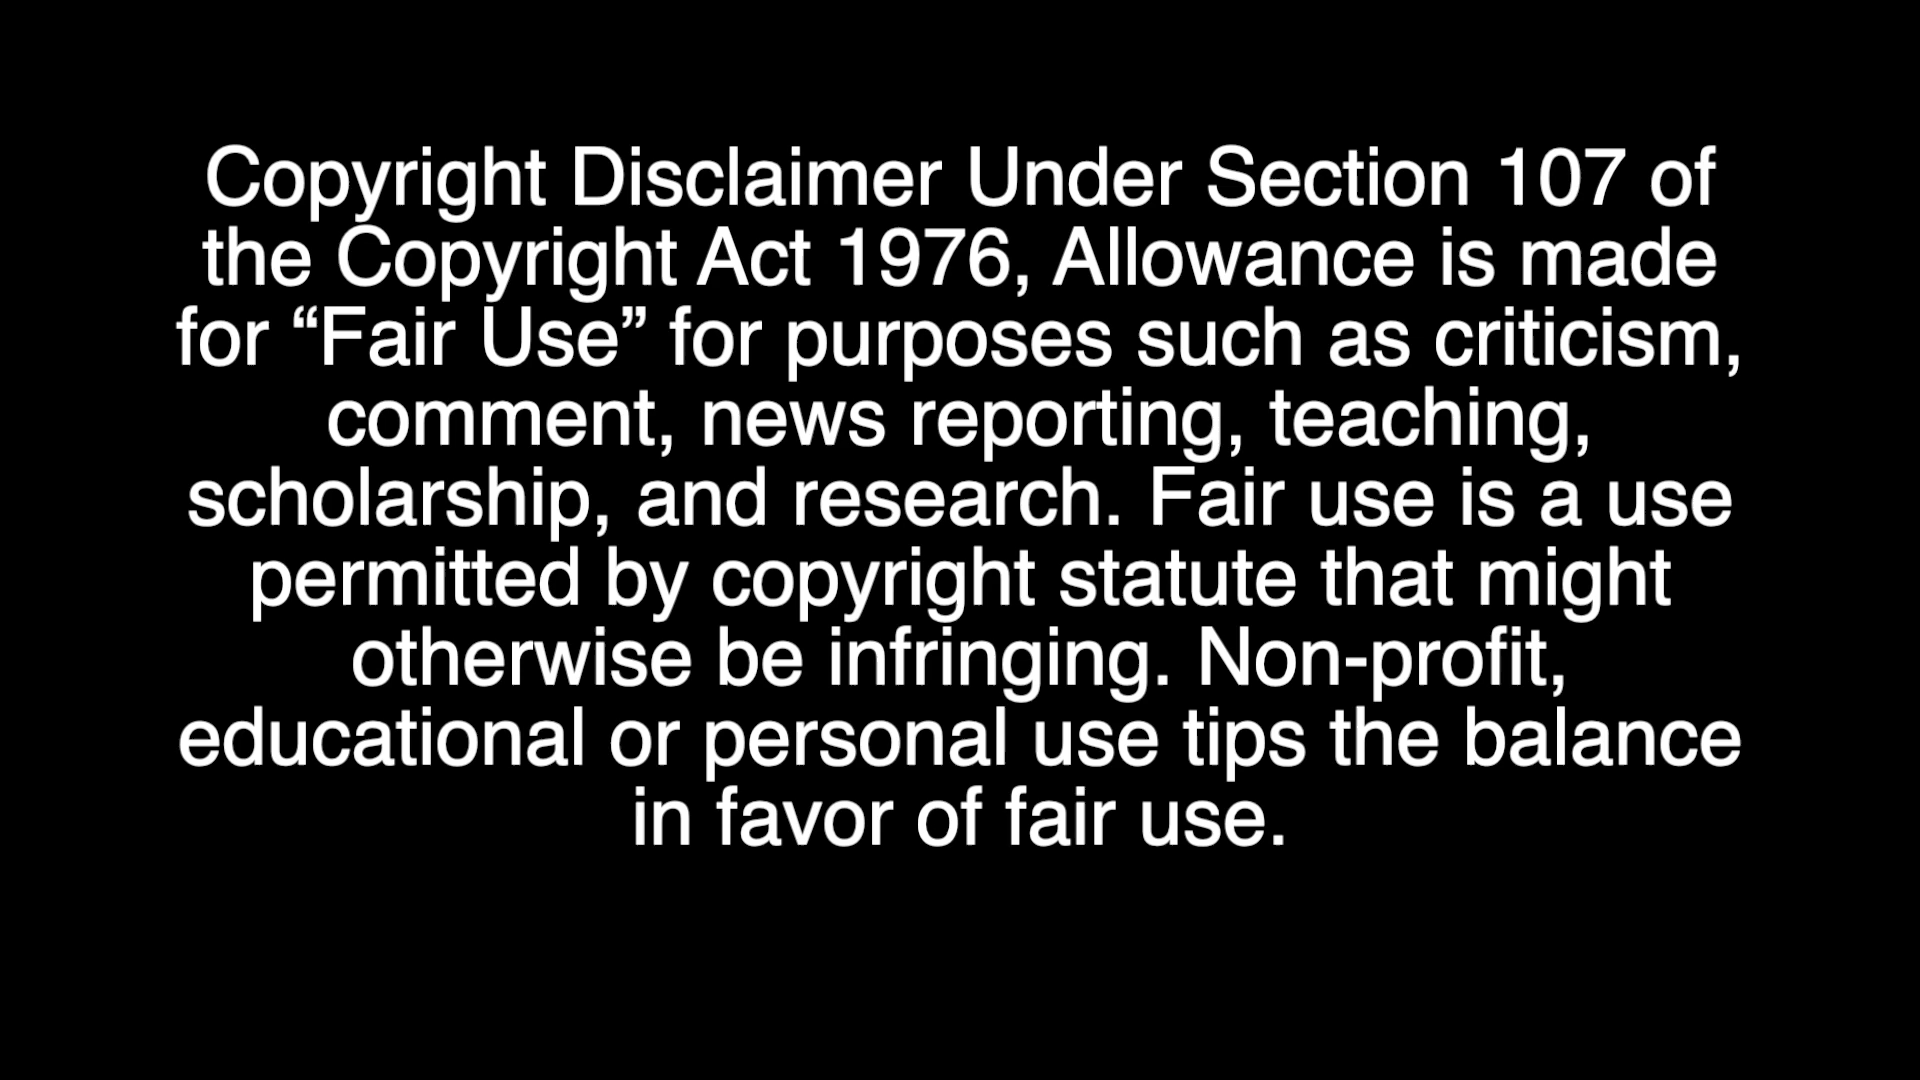 Copyright Disclaimer Under Section 107 of
the Copyright Act 1976, Allowance is made
for “Fair Use” for purposes such as criticism,
comment, news reporting, teaching,
scholarship, and research. Fair use is a use
permitted by copyright statute that might
otherwise be infringing. Non-profit,
educational or personal use tips the balance
in favor of fair use.